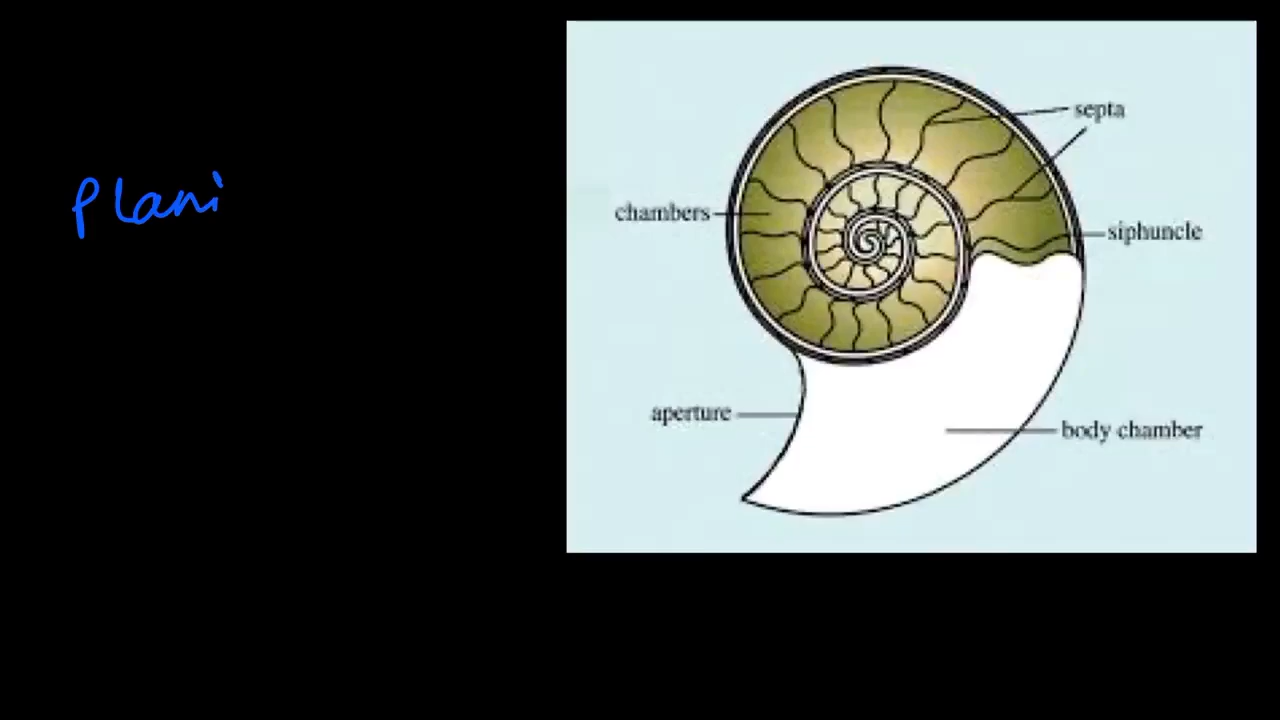 septa
plani
chambers
siphuncle
aperture
body chamber